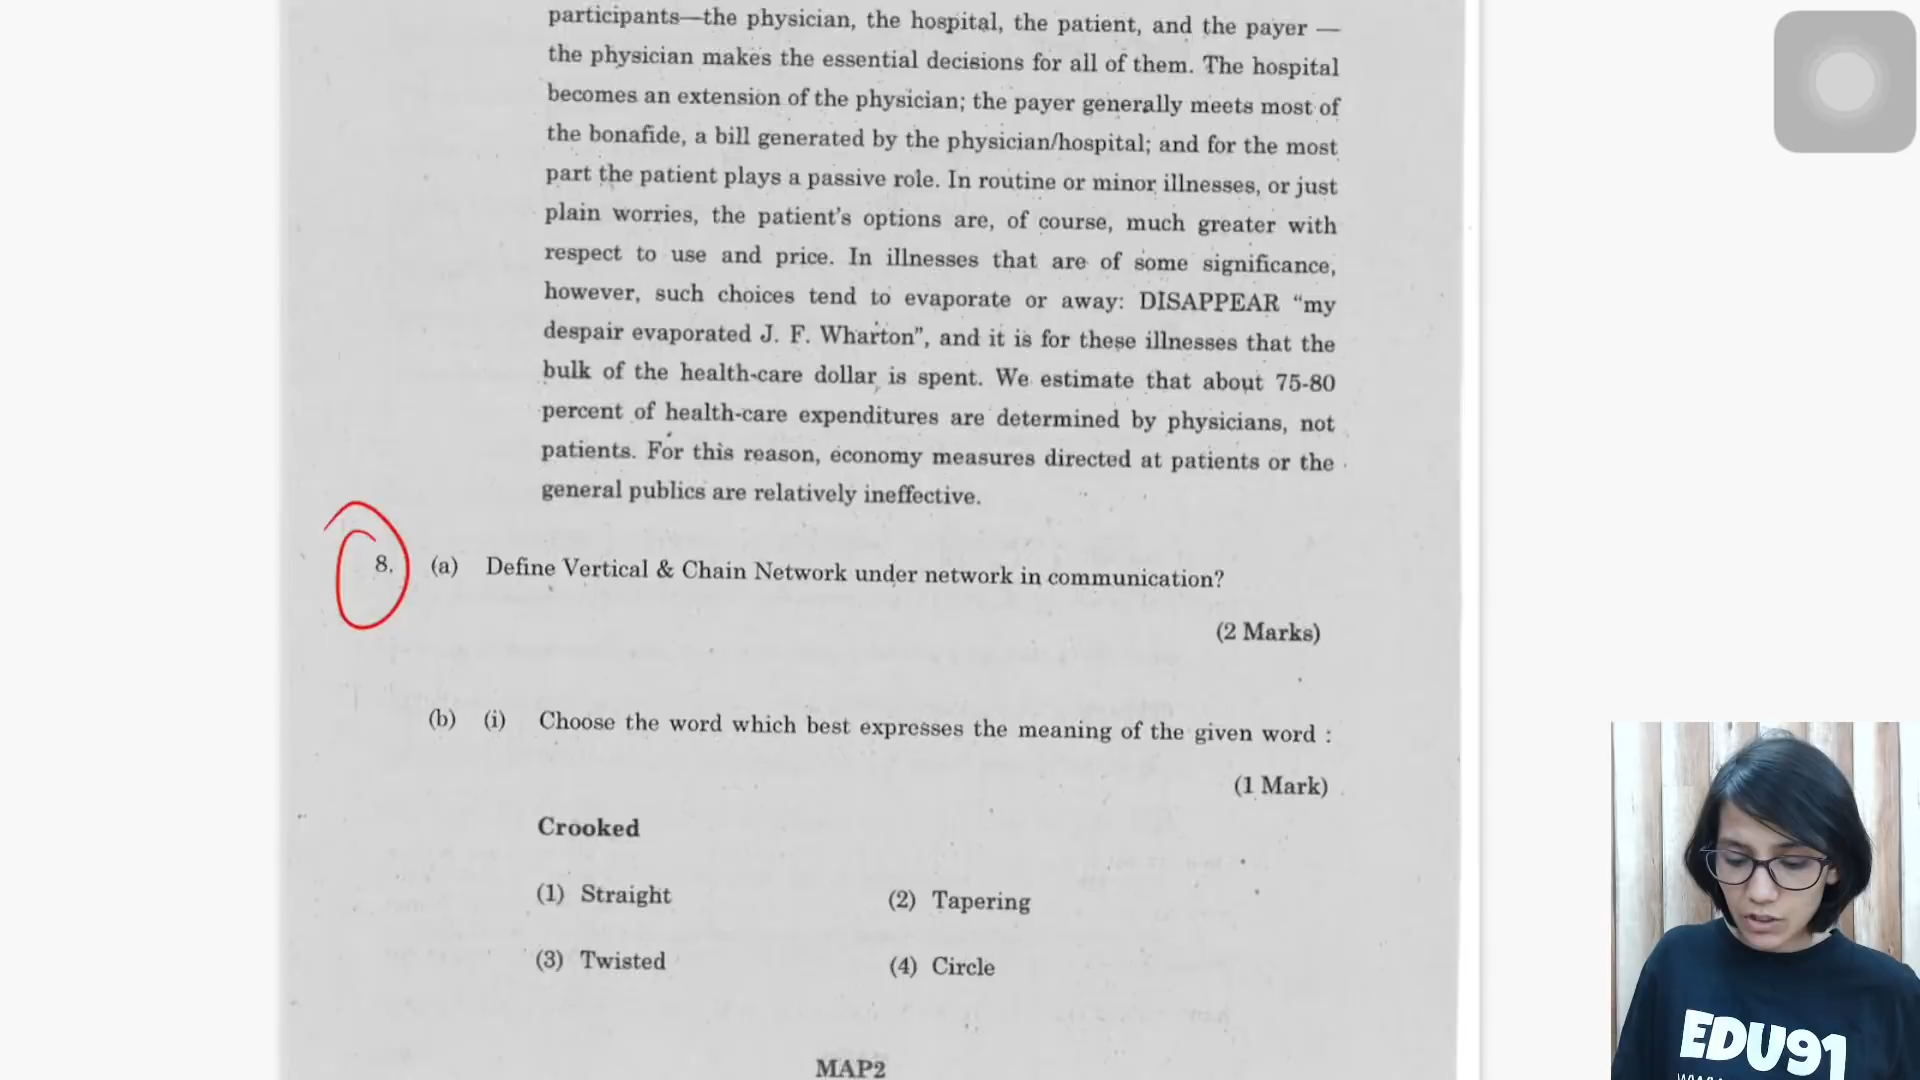 participants—the physician, the hospital, the patient, and the payer —
the physician makes the essential decisions for all of them. The hospital
becomes an extension of the physician; the payer generally meets most of
the bonafide, a bill generated by the physician/hospital; and for the most
part the patient plays a passive role. In routine or minor illnesses, or just
plain worries, the patient's options are, of course, much greater with
respect to use and price. In illnesses that are of some significance,
however, such choices tend to evaporate or away: DISAPPEAR "my
despair evaporated J. F. Wharton", and it is for these illnesses that the
bulk of the health-care dollar is spent. We estimate that about 75-80
percent of health-care expenditures are determined by physicians, not
patients. For this reason, economy measures directed at patients or the
general publics are relatively ineffective.
8. (a) Define Vertical & Chain Network under network in communication?
(2 Marks)
(b) (i) Choose the word which best expresses the meaning of the given word :
(1 Mark)
Crooked
(1) Straight (2) Tapering
(3) Twisted (4) Circle
MAP2
EDU91